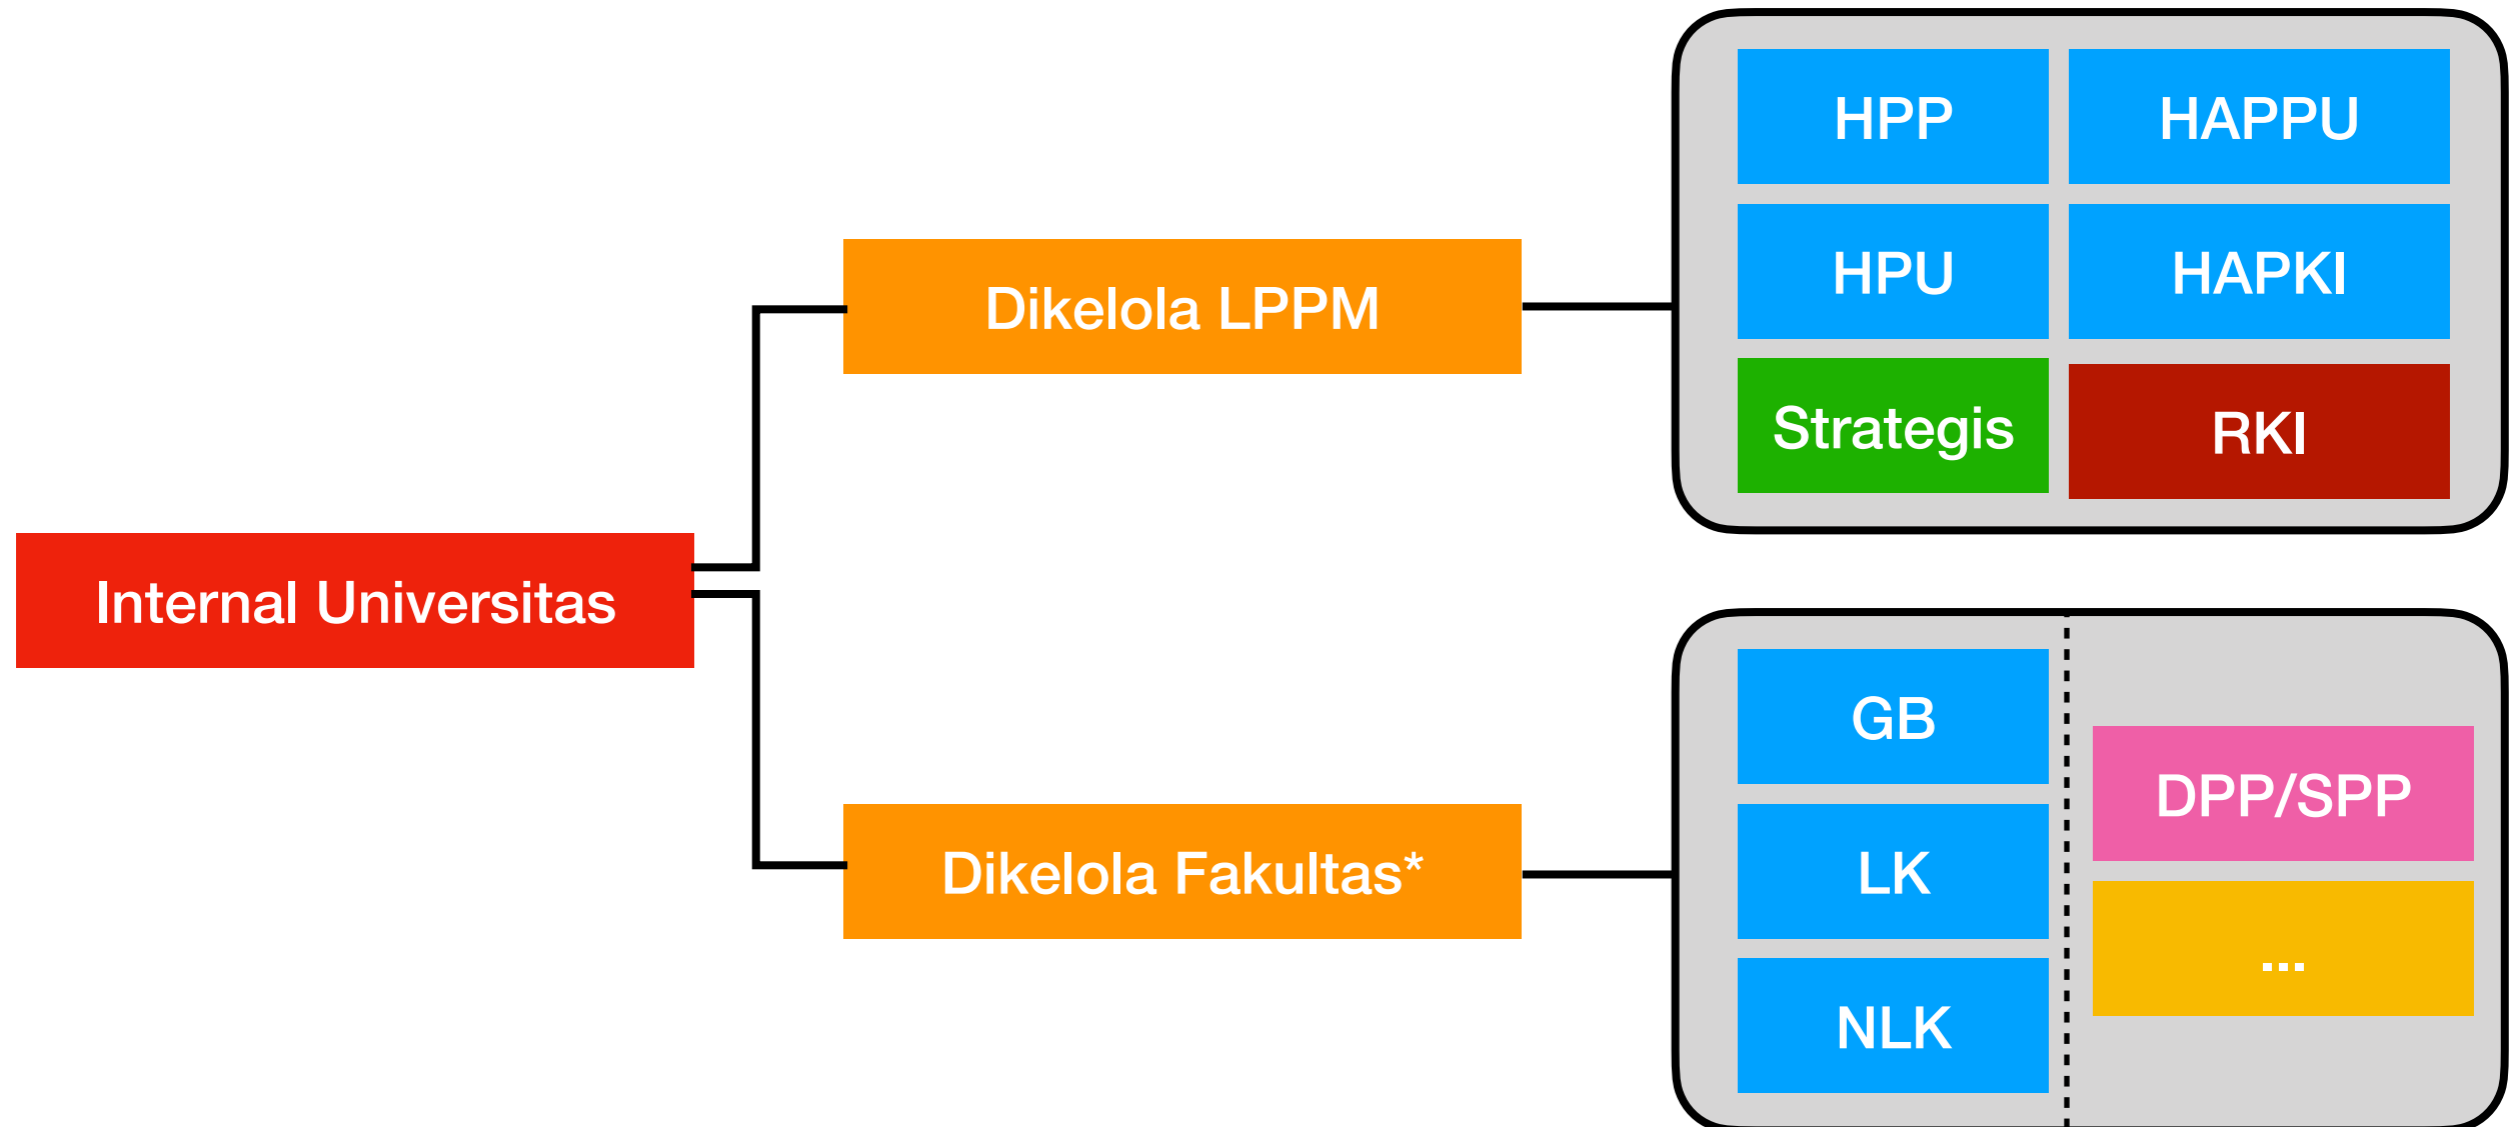 HPP
HAPPU
HPU
HAPKI
Strategis
RKI
Dikelola LPPM
Internal Universitas
Dikelola Fakultas*
GB
LK
NLK
DPP/SPP
...